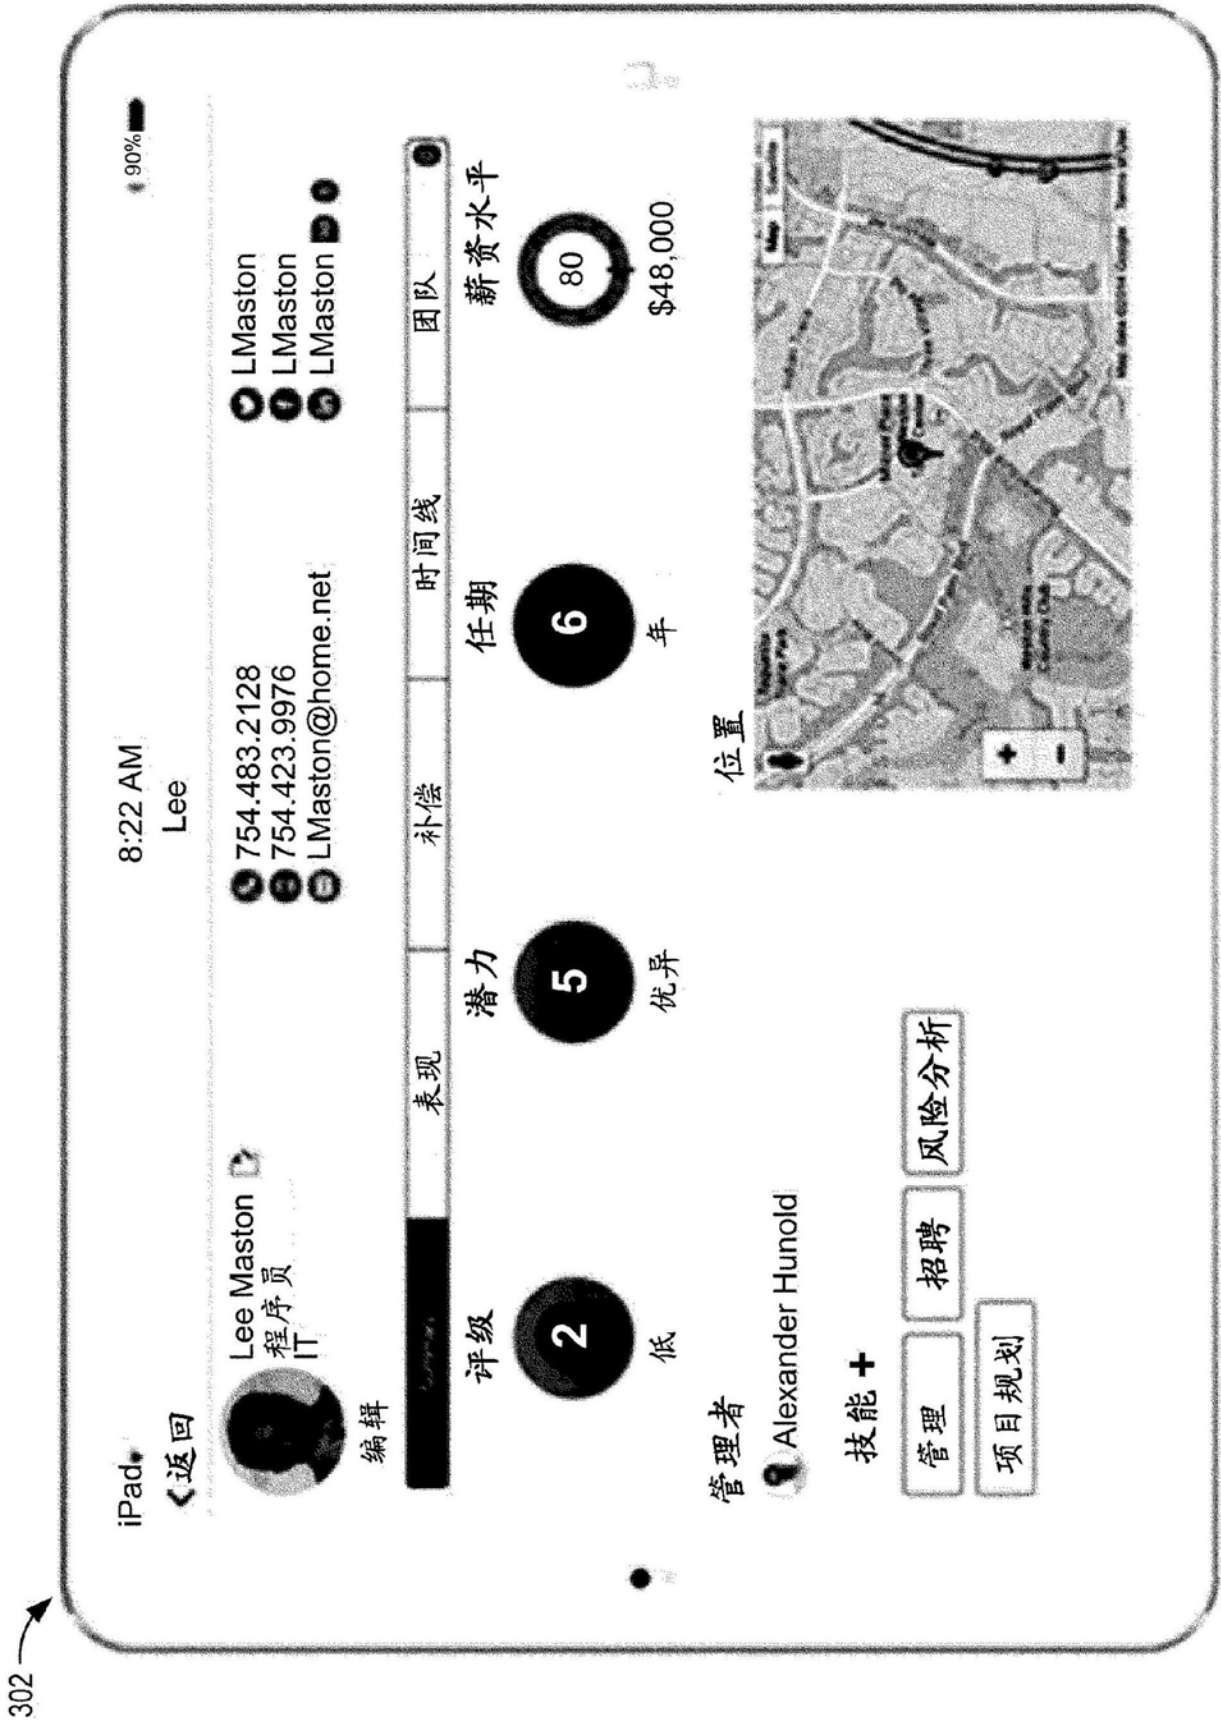 302
iPad
8:22 AM
90%
返回
Lee
Lee Maston
程序员
IT
编辑
754.483.2128
754.423.9976
LMaston@home.net
LMaston
LMaston
LMaston
表现
补偿
时间线
团队
评级
潜力
任期
薪资水平
2
5
6
80
低
优异
年
$48,000
管理者
Alexander Hunold
技能 +
管理
招聘
风险分析
项目规划
位置
Map
Country Club
+
−